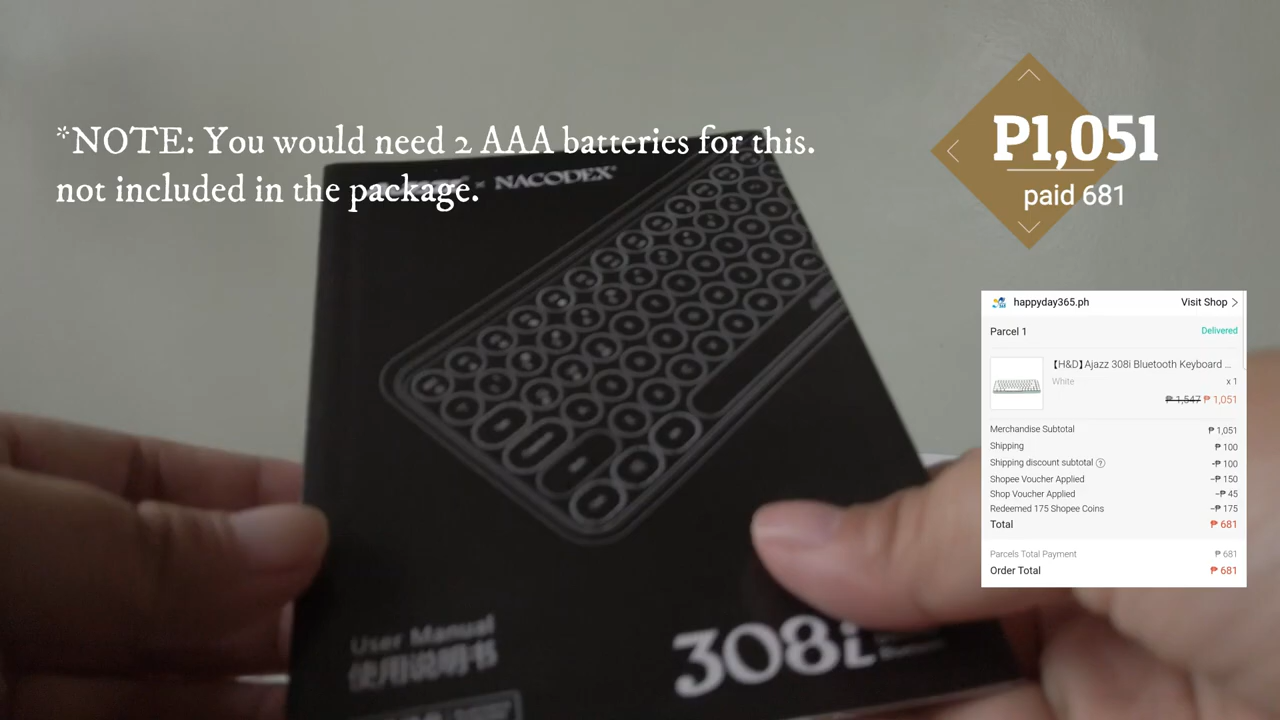 *NOTE: You would need 2 AAA batteries for this.
not included in the package.
NACODEX
P1,051
paid 681
happyday365.ph Visit Shop
Parcel 1 Delivered
【H&D】Ajazz 308i Bluetooth Keyboard ...
White x 1
₱ 1,547 ₱ 1,051
Merchandise Subtotal ₱ 1,051
Shipping ₱ 100
Shipping discount subtotal ? -₱ 100
Shopee Voucher Applied -₱ 150
Shop Voucher Applied -₱ 45
Redeemed 175 Shopee Coins -₱ 175
Total ₱ 681
Parcels Total Payment ₱ 681
Order Total ₱ 681
User Manual
使用说明书
308i